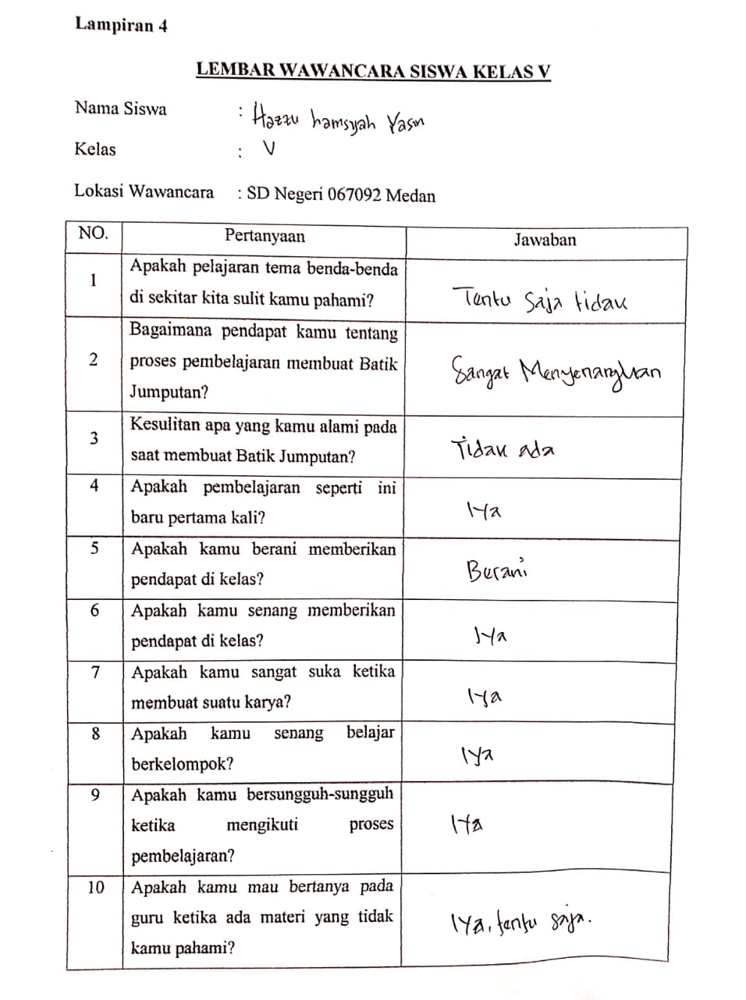 Lampiran 4
LEMBAR WAWANCARA SISWA KELAS V
Nama Siswa : Hazzu hamsyah Yasin
Kelas : V
Lokasi Wawancara : SD Negeri 067092 Medan
NO. Pertanyaan Jawaban
1 Apakah pelajaran tema benda-benda
di sekitar kita sulit kamu pahami? Tentu saja tidak
2 Bagaimana pendapat kamu tentang
proses pembelajaran membuat Batik
Jumputan? Sangat Menyenangkan
3 Kesulitan apa yang kamu alami pada
saat membuat Batik Jumputan? Tidak ada
4 Apakah pembelajaran seperti ini
baru pertama kali? Iya
5 Apakah kamu berani memberikan
pendapat di kelas? Berani
6 Apakah kamu senang memberikan
pendapat di kelas? Iya
7 Apakah kamu sangat suka ketika
membuat suatu karya? Iya
8 Apakah kamu senang belajar
berkelompok? Iya
9 Apakah kamu bersungguh-sungguh
ketika mengikuti proses
pembelajaran? Iya
10 Apakah kamu mau bertanya pada
guru ketika ada materi yang tidak
kamu pahami? Iya, tentu saja.